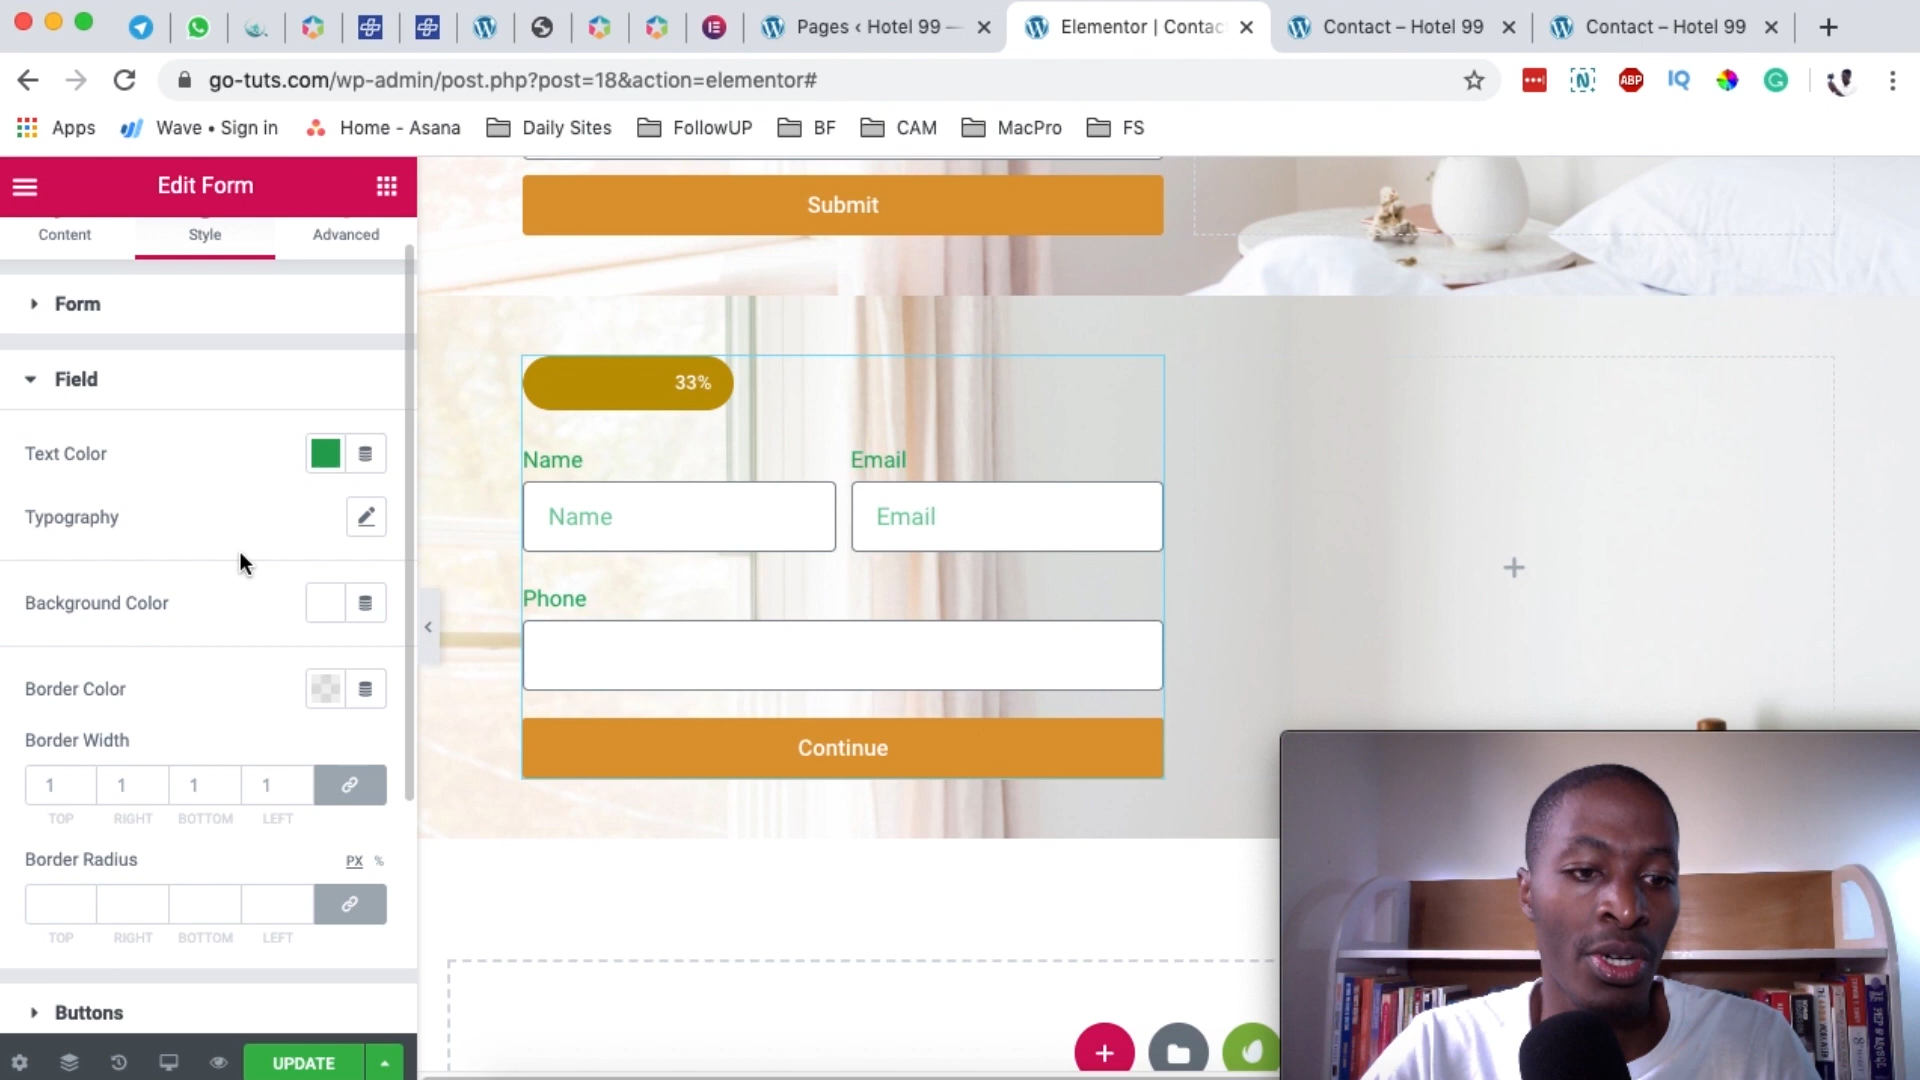 Pages ‹ Hotel 99 —
Elementor | Contac
Contact – Hotel 99
Contact – Hotel 99
go-tuts.com/wp-admin/post.php?post=18&action=elementor#
ABP
IQ
Apps
Wave • Sign in
Home - Asana
Daily Sites
FollowUP
BF
CAM
MacPro
FS
Edit Form
Content
Style
Advanced
Form
Field
Text Color
Typography
Background Color
Border Color
Border Width
1 1 1 1
TOP RIGHT BOTTOM LEFT
Border Radius
PX %
TOP RIGHT BOTTOM LEFT
Buttons
UPDATE
Submit
33%
Name
Email
Name
Email
Phone
Continue